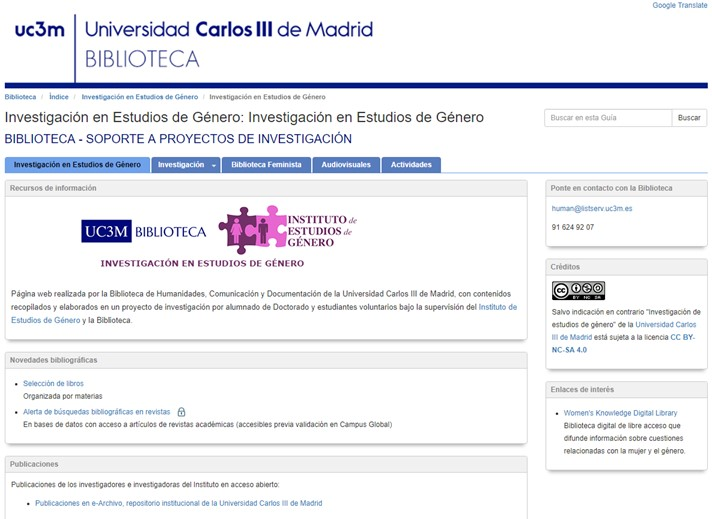 Google Translate
uc3m Universidad Carlos III de Madrid
BIBLIOTECA
Biblioteca / Índice / Investigación en Estudios de Género / Investigación en Estudios de Género
Investigación en Estudios de Género: Investigación en Estudios de Género
BIBLIOTECA - SOPORTE A PROYECTOS DE INVESTIGACIÓN
Buscar en esta Guía Buscar
Investigación en Estudios de Género Investigación Biblioteca Feminista Audiovisuales Actividades
Recursos de información
UC3M BIBLIOTECA
INSTITUTO de
ESTUDIOS de
GÉNERO
INVESTIGACIÓN EN ESTUDIOS DE GÉNERO
Página web realizada por la Biblioteca de Humanidades, Comunicación y Documentación de la Universidad Carlos III de Madrid, con contenidos
recopilados y elaborados en un proyecto de investigación por alumnado de Doctorado y estudiantes voluntarios bajo la supervisión del Instituto de
Estudios de Género y la Biblioteca.
Novedades bibliográficas
Selección de libros
Organizada por materias
Alerta de búsquedas bibliográficas en revistas
En bases de datos con acceso a artículos de revistas académicas (accesibles previa validación en Campus Global)
Publicaciones
Publicaciones de los investigadores e investigadoras del Instituto en acceso abierto:
Publicaciones en e-Archivo, repositorio institucional de la Universidad Carlos III de Madrid
Ponte en contacto con la Biblioteca
human@listserv.uc3m.es
91 624 92 07
Créditos
cc BY NC SA
Salvo indicación en contrario "Investigación de
estudios de género" de la Universidad Carlos
III de Madrid está sujeta a la licencia CC BY-
NC-SA 4.0
Enlaces de interés
Women's Knowledge Digital Library
Biblioteca digital de libre acceso que
difunde información sobre cuestiones
relacionadas con la mujer y el género.